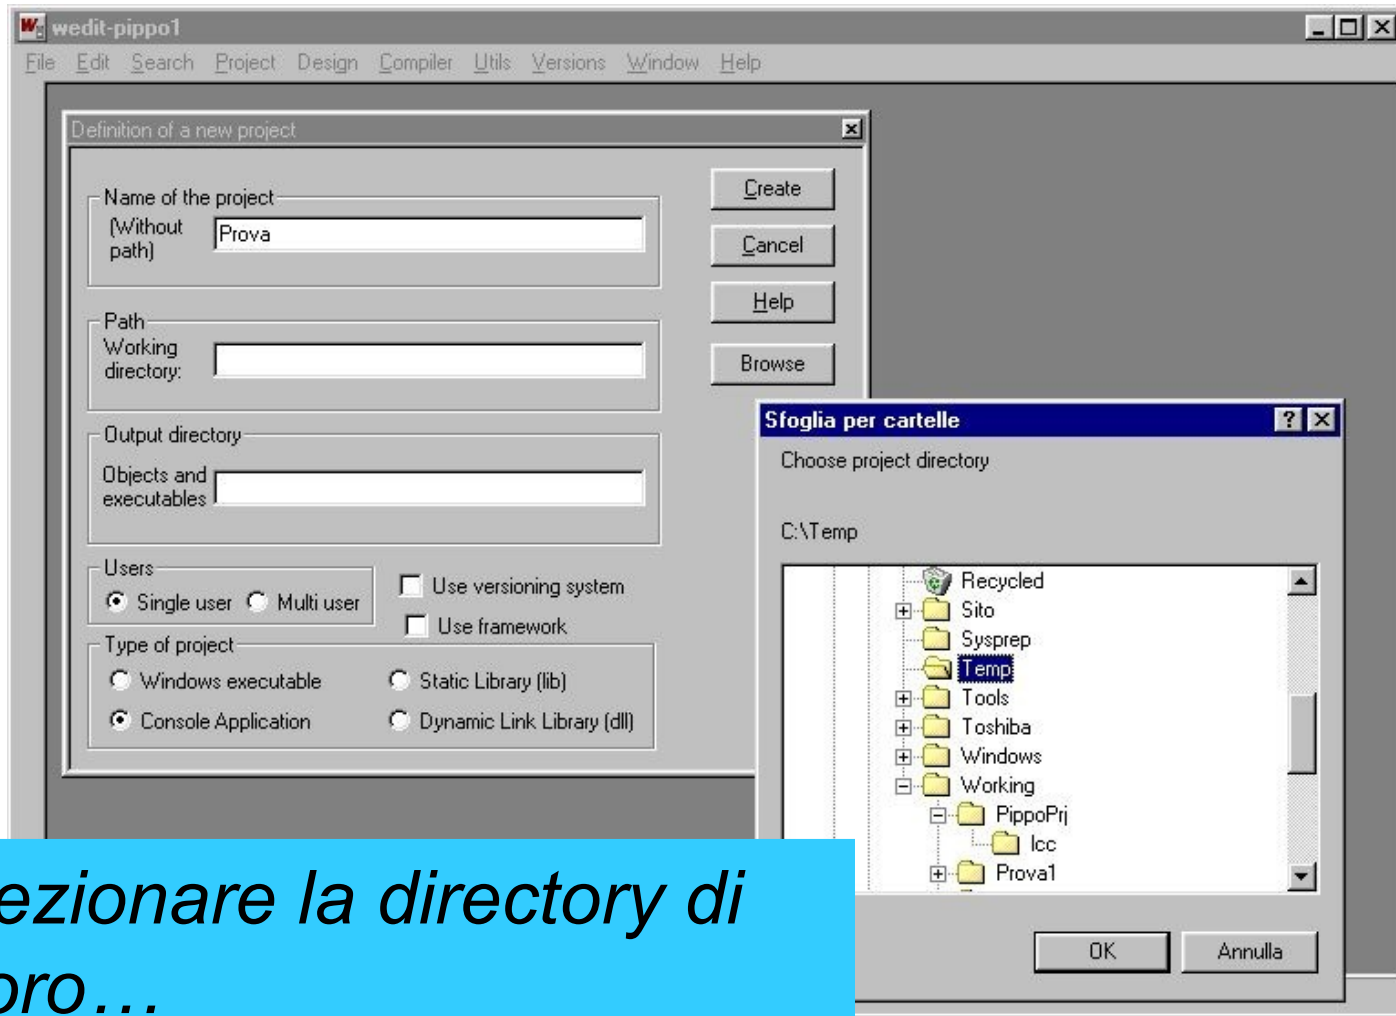 wedit-pippo1
File Edit Search Project Design Compiler Utils Versions Window Help
Definition of a new project
Name of the project
(Without path)
Prova
Create
Cancel
Help
Browse
Path
Working directory:
Output directory
Objects and executables
Users
Single user
Multi user
Use versioning system
Use framework
Type of project
Windows executable
Static Library (lib)
Console Application
Dynamic Link Library (dll)
Sfoglia per cartelle
Choose project directory
C:\Temp
Recycled
Sito
Sysprep
Temp
Tools
Toshiba
Windows
Working
PippoPrj
lcc
Prova1
OK
Annulla
ezionare la directory di
oro…